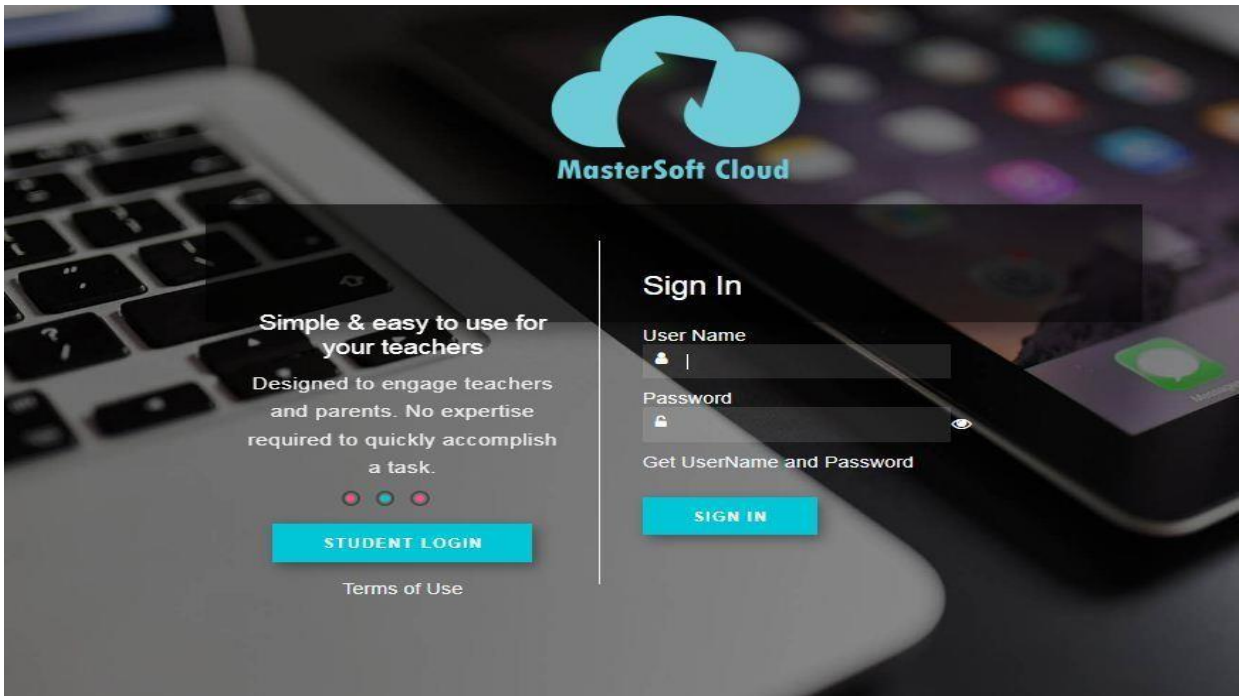 MasterSoft Cloud
Simple & easy to use for
your teachers
Designed to engage teachers
and parents. No expertise
required to quickly accomplish
a task.
STUDENT LOGIN
Terms of Use
Sign In
User Name
Password
Get UserName and Password
SIGN IN